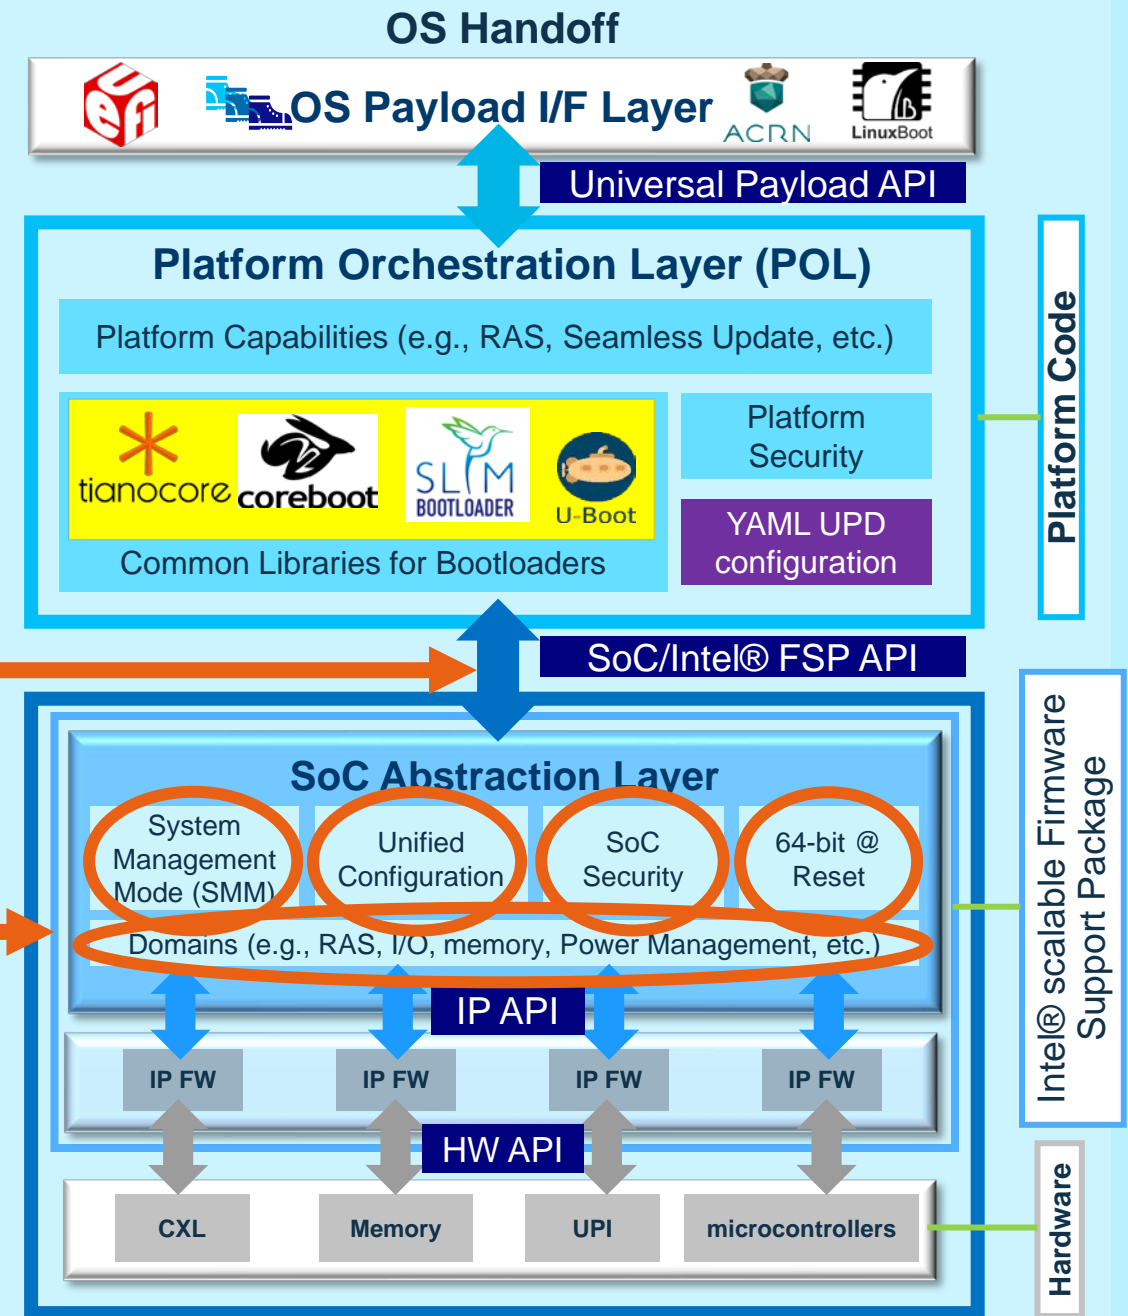 OS Handoff
uefi
OS Payload I/F Layer
ACRN
B
LinuxBoot
Universal Payload API
Platform Orchestration Layer (POL)
Platform Capabilities (e.g., RAS, Seamless Update, etc.)
tianocore
coreboot
SLIM
BOOTLOADER
U-Boot
Common Libraries for Bootloaders
Platform
Security
YAML UPD
configuration
Platform Code
SoC/Intel® FSP API
SoC Abstraction Layer
System
Management
Mode (SMM)
Unified
Configuration
SoC
Security
64-bit @
Reset
Domains (e.g., RAS, I/O, memory, Power Management, etc.)
IP API
IP FW
IP FW
IP FW
IP FW
Intel® scalable Firmware
Support Package
HW API
CXL
Memory
UPI
microcontrollers
Hardware